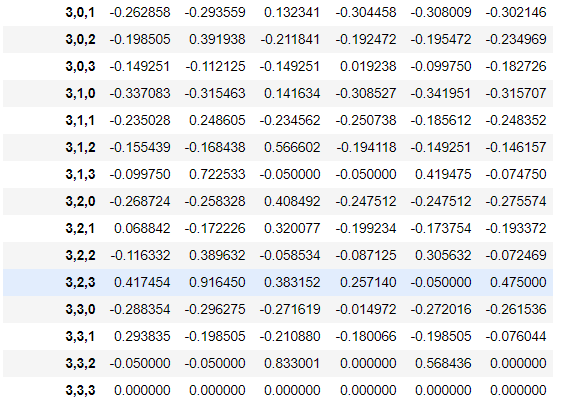 3,0,1 -0.262858 -0.293559 0.132341 -0.304458 -0.308009 -0.302146
3,0,2 -0.198505 0.391938 -0.211841 -0.192472 -0.195472 -0.234969
3,0,3 -0.149251 -0.112125 -0.149251 0.019238 -0.099750 -0.182726
3,1,0 -0.337083 -0.315463 0.141634 -0.308527 -0.341951 -0.315707
3,1,1 -0.235028 0.248605 -0.234562 -0.250738 -0.185612 -0.248352
3,1,2 -0.155439 -0.168438 0.566602 -0.194118 -0.149251 -0.146157
3,1,3 -0.099750 0.722533 -0.050000 -0.050000 0.419475 -0.074750
3,2,0 -0.268724 -0.258328 0.408492 -0.247512 -0.247512 -0.275574
3,2,1 0.068842 -0.172226 0.320077 -0.199234 -0.173754 -0.193372
3,2,2 -0.116332 0.389632 -0.058534 -0.087125 0.305632 -0.072469
3,2,3 0.417454 0.916450 0.383152 0.257140 -0.050000 0.475000
3,3,0 -0.288354 -0.296275 -0.271619 -0.014972 -0.272016 -0.261536
3,3,1 0.293835 -0.198505 -0.210880 -0.180066 -0.198505 -0.076044
3,3,2 -0.050000 -0.050000 0.833001 0.000000 0.568436 0.000000
3,3,3 0.000000 0.000000 0.000000 0.000000 0.000000 0.000000